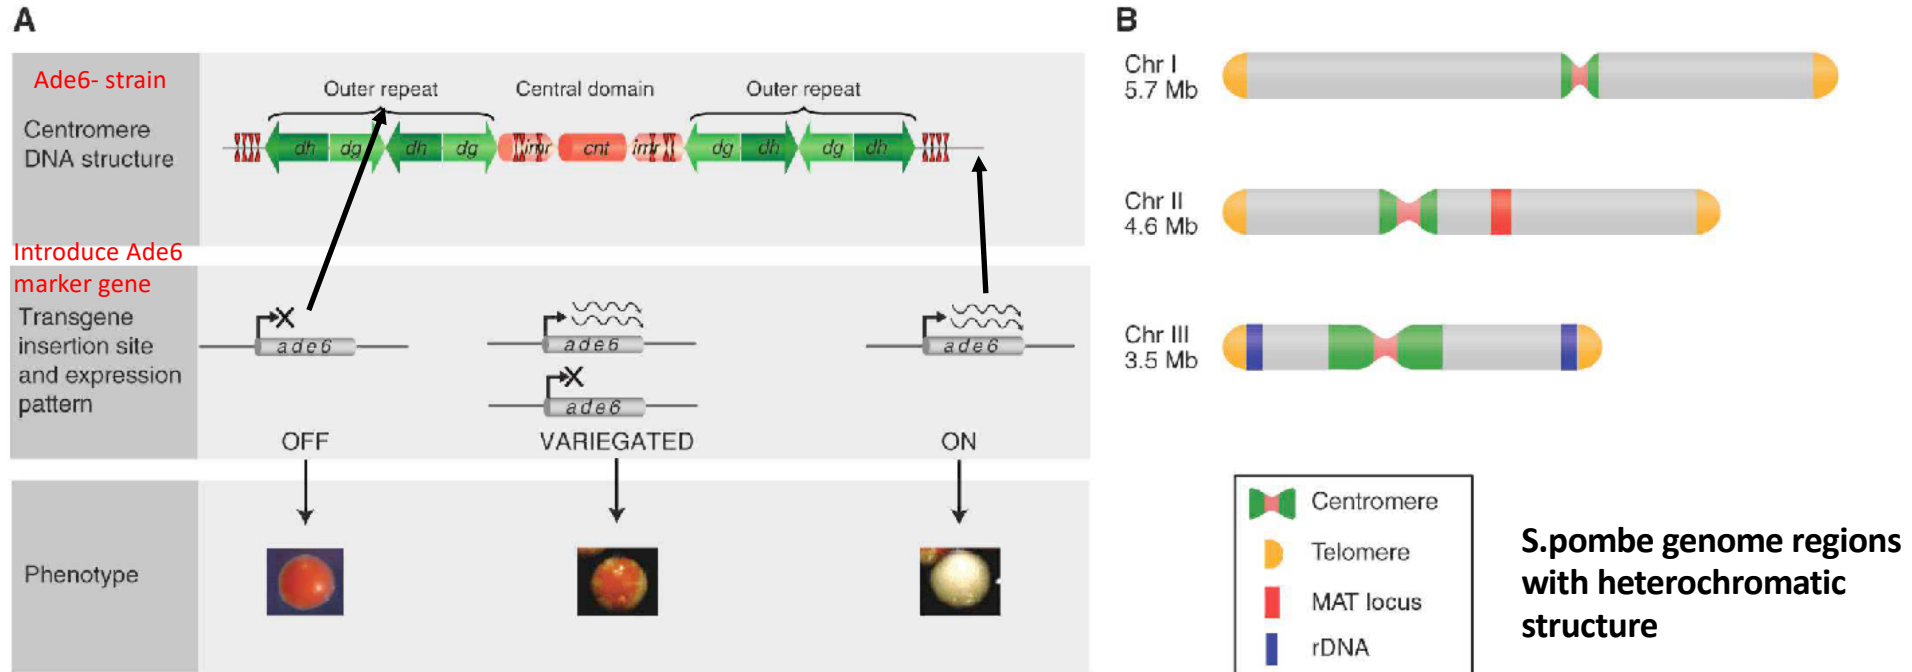 A
Ade6- strain
Centromere
DNA structure
Outer repeat
Central domain
Outer repeat
dh dg dh dg imr cnt imr dg dh dg dh
Introduce Ade6
marker gene
Transgene
insertion site
and expression
pattern
ade6
ade6
ade6
ade6
OFF
VARIEGATED
ON
Phenotype
B
Chr I
5.7 Mb
Chr II
4.6 Mb
Chr III
3.5 Mb
Centromere
Telomere
MAT locus
rDNA
S.pombe genome regions
with heterochromatic
structure